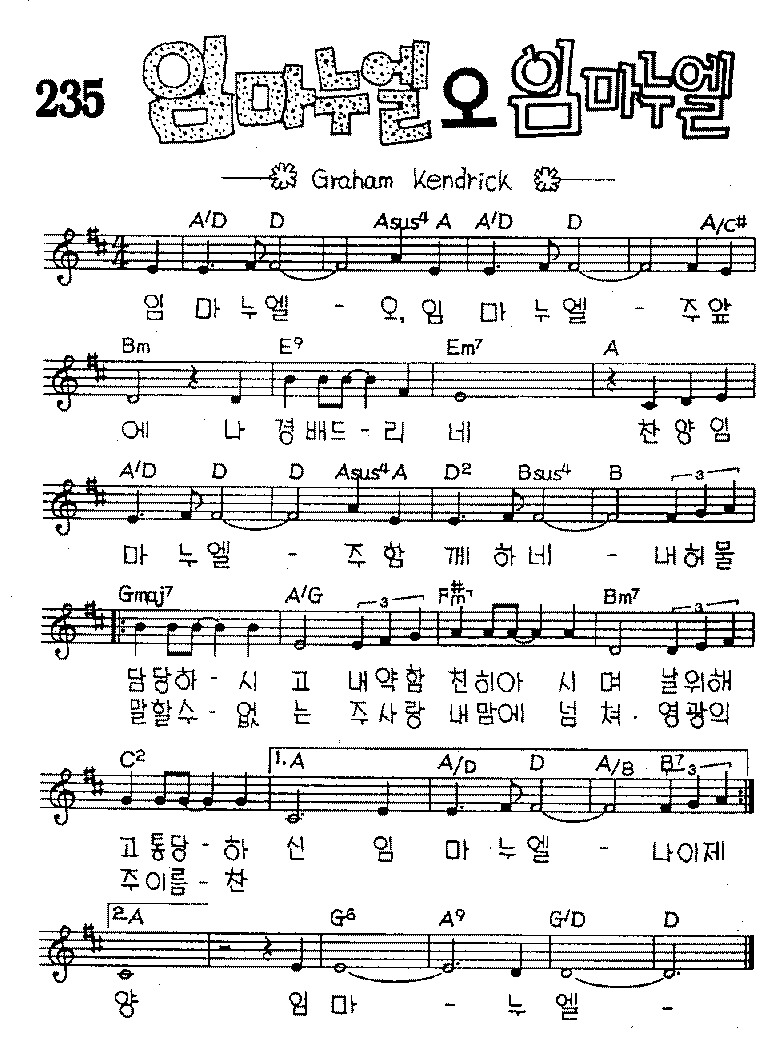 235 임마누엘 오 임마누엘
Graham Kendrick
A/D D Asus4 A A/D D A/C#
임 마 누 엘 - 오, 임 마 누 엘 - 주 앞
Bm E9 Em7 A
에 나 경 배 드 - 리 네 찬 양 임
A/D D D Asus4 A D2 Bsus4 B 3
마 누 엘 - 주 함 께 하 네 - 내 허 물
Gmaj7 A/G 3 F#m7 Bm7 3
담 당 하 - 시 고 내 약 함 친 히 아 시 며 날 위 해
말 할 수 - 없 는 주 사 랑 내 맘 에 넘 쳐 . 영 광 의
C2 1. A A/D D A/B B7 3
고 통 당 - 하 신 임 마 누 엘 - 나 이 제
주 이 름 - 찬
2. A G6 A9 G/D D
양 임 마 - 누 엘 -